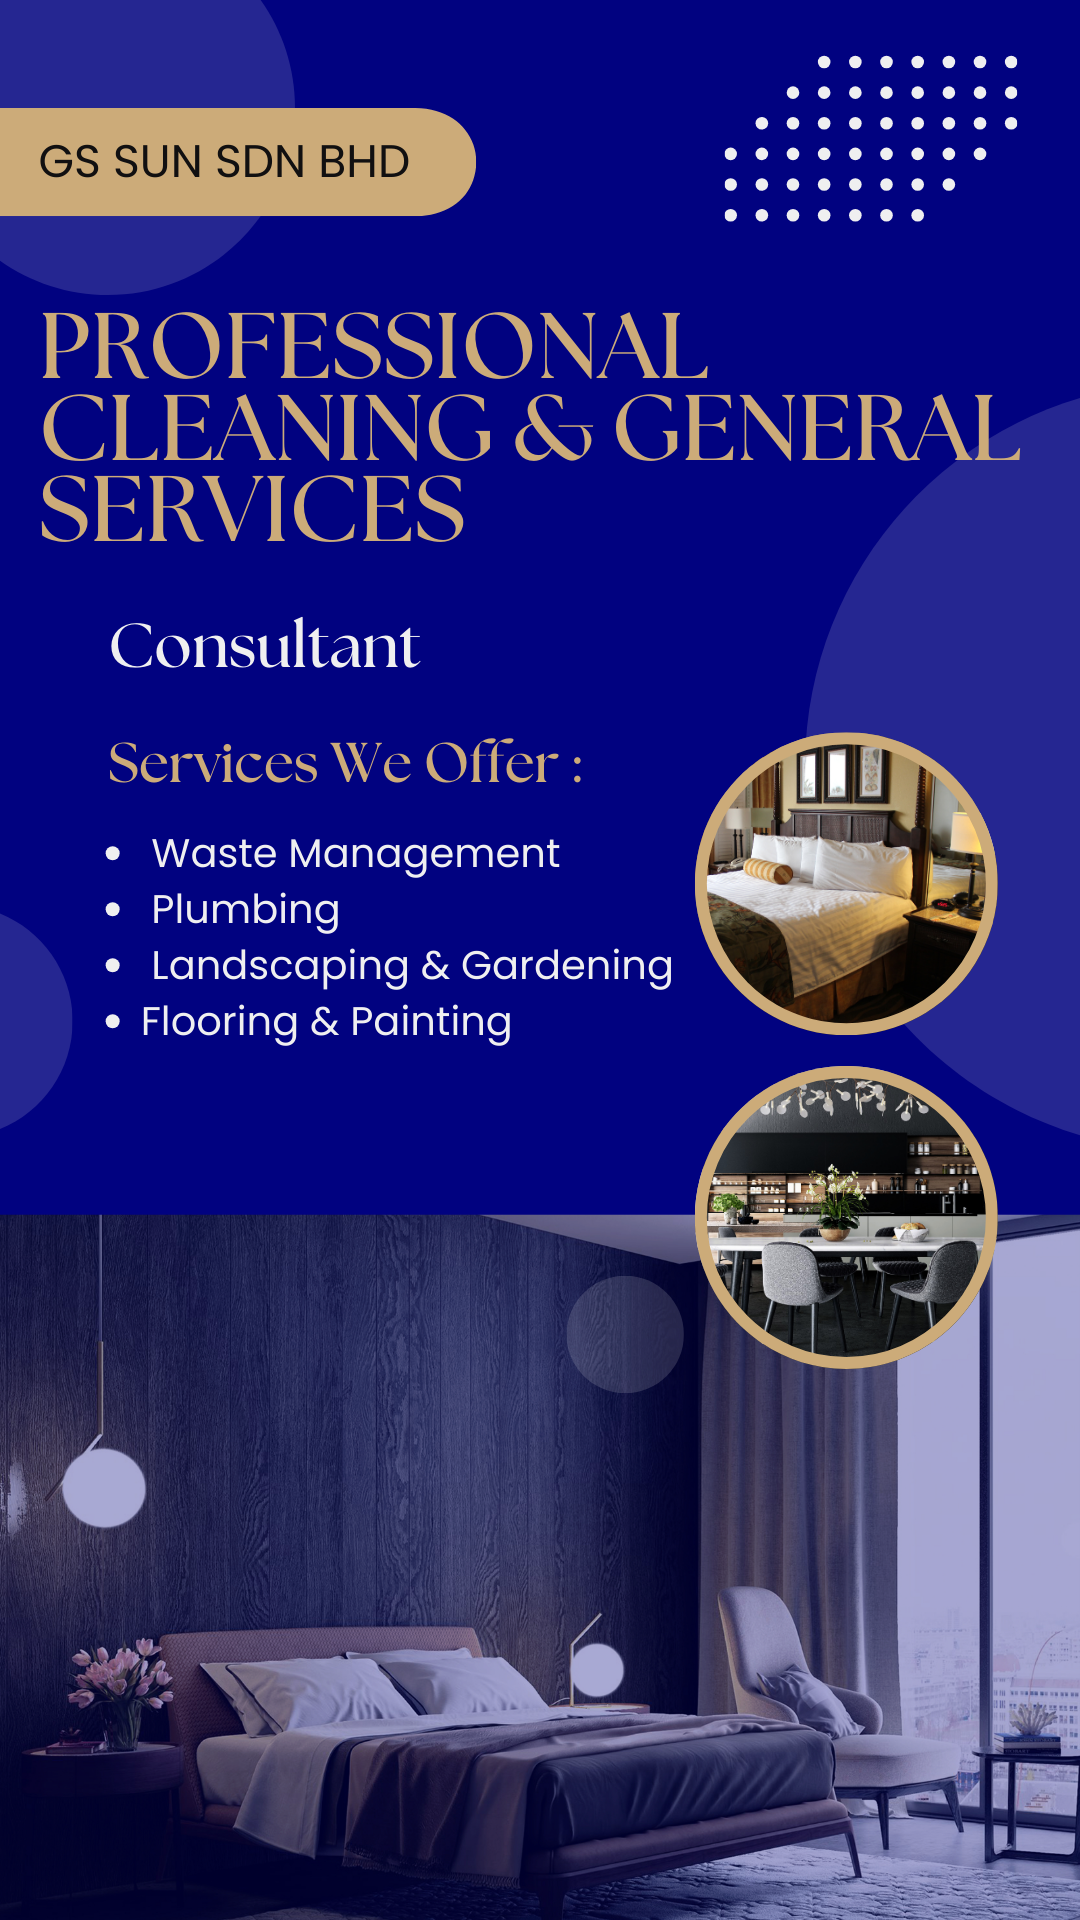 GS SUN SDN BHD
PROFESSIONAL
CLEANING & GENERAL
SERVICES
Consultant
Services We Offer :
• Waste Management
• Plumbing
• Landscaping & Gardening
• Flooring & Painting